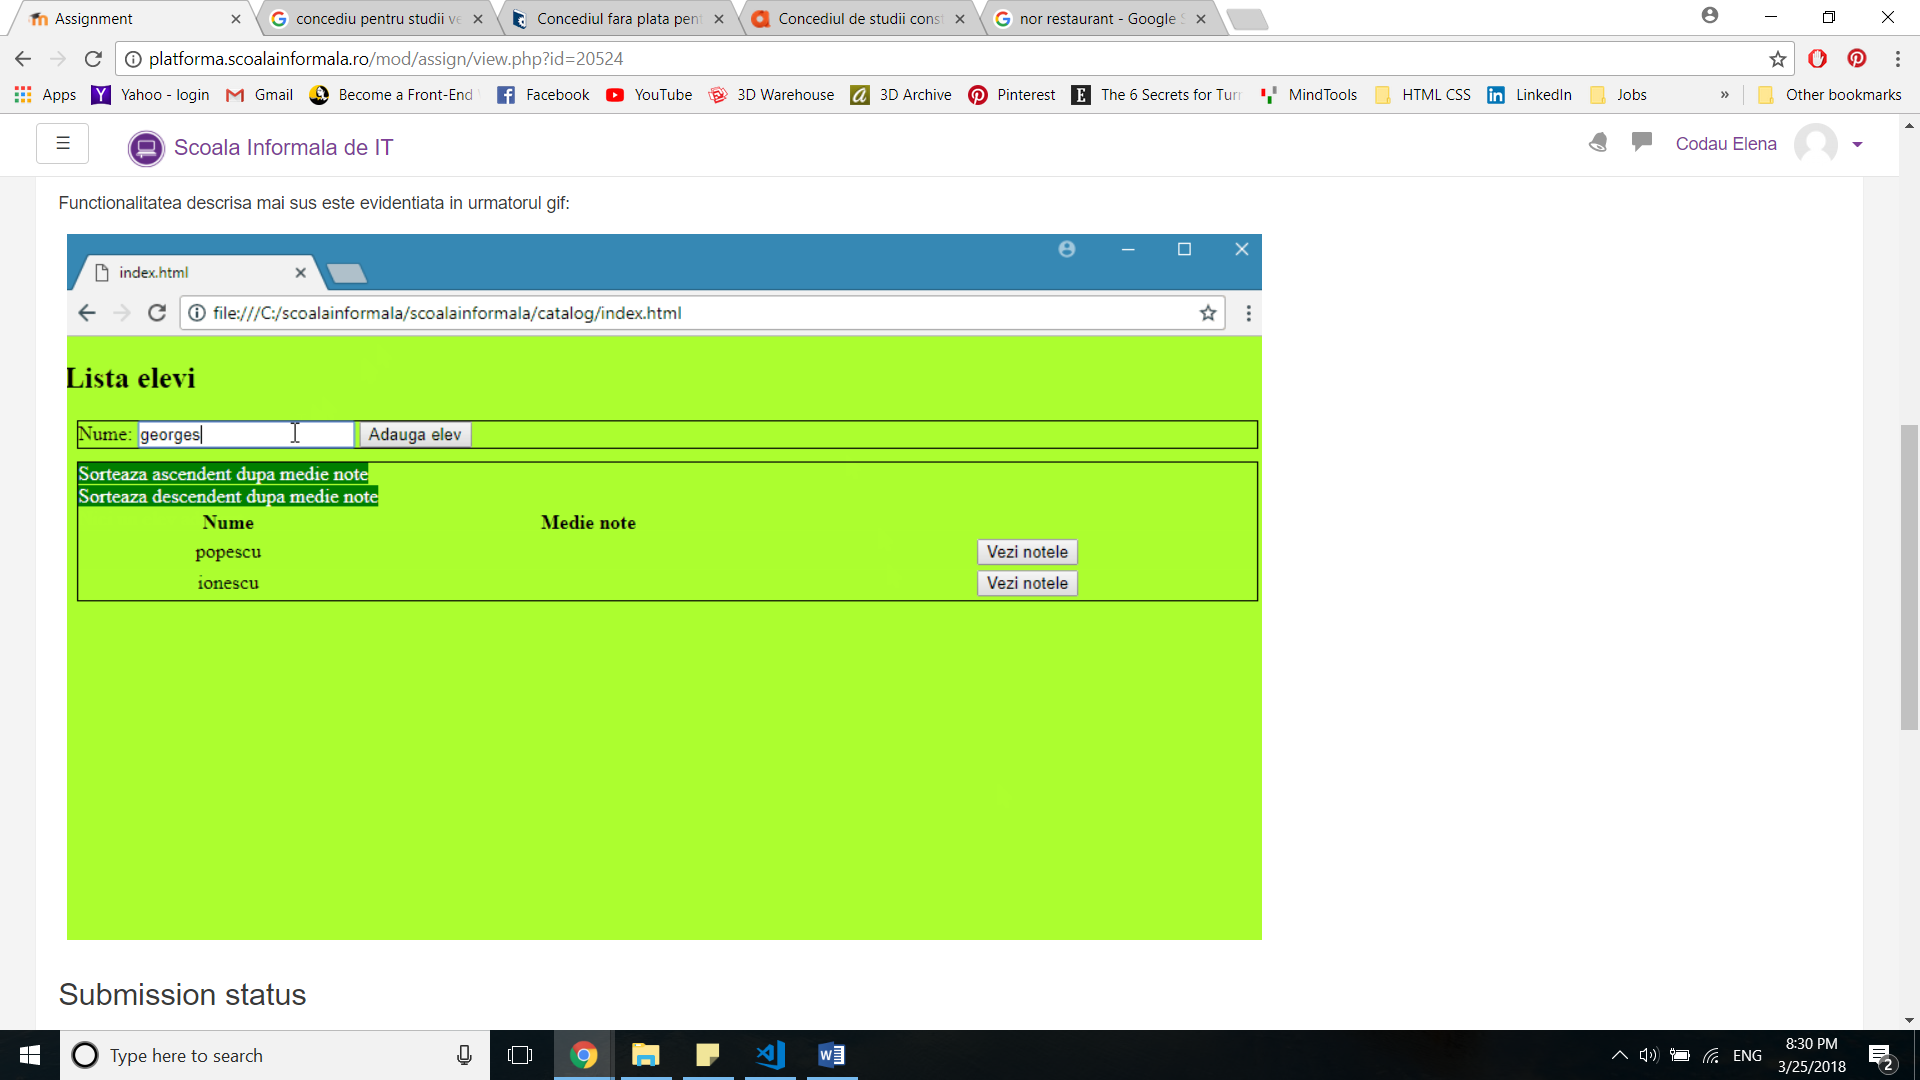 Assignment
concediu pentru studii ve
Concediul fara plata pent
Concediul de studii cons
nor restaurant - Google S
platforma.scoalainformala.ro/mod/assign/view.php?id=20524
Apps
Yahoo - login
Gmail
Become a Front-End
Facebook
YouTube
3D Warehouse
3D Archive
Pinterest
The 6 Secrets for Turn
MindTools
HTML CSS
LinkedIn
Jobs
»
Other bookmarks
Scoala Informala de IT
Codau Elena
Functionalitatea descrisa mai sus este evidentiata in urmatorul gif:
index.html
file:///C:/scoalainformala/scoalainformala/catalog/index.html
Lista elevi
Nume: georges Adauga elev
Sorteaza ascendent dupa medie note
Sorteaza descendent dupa medie note
Nume Medie note
popescu Vezi notele
ionescu Vezi notele
Submission status
Type here to search
ENG
8:30 PM
3/25/2018
2